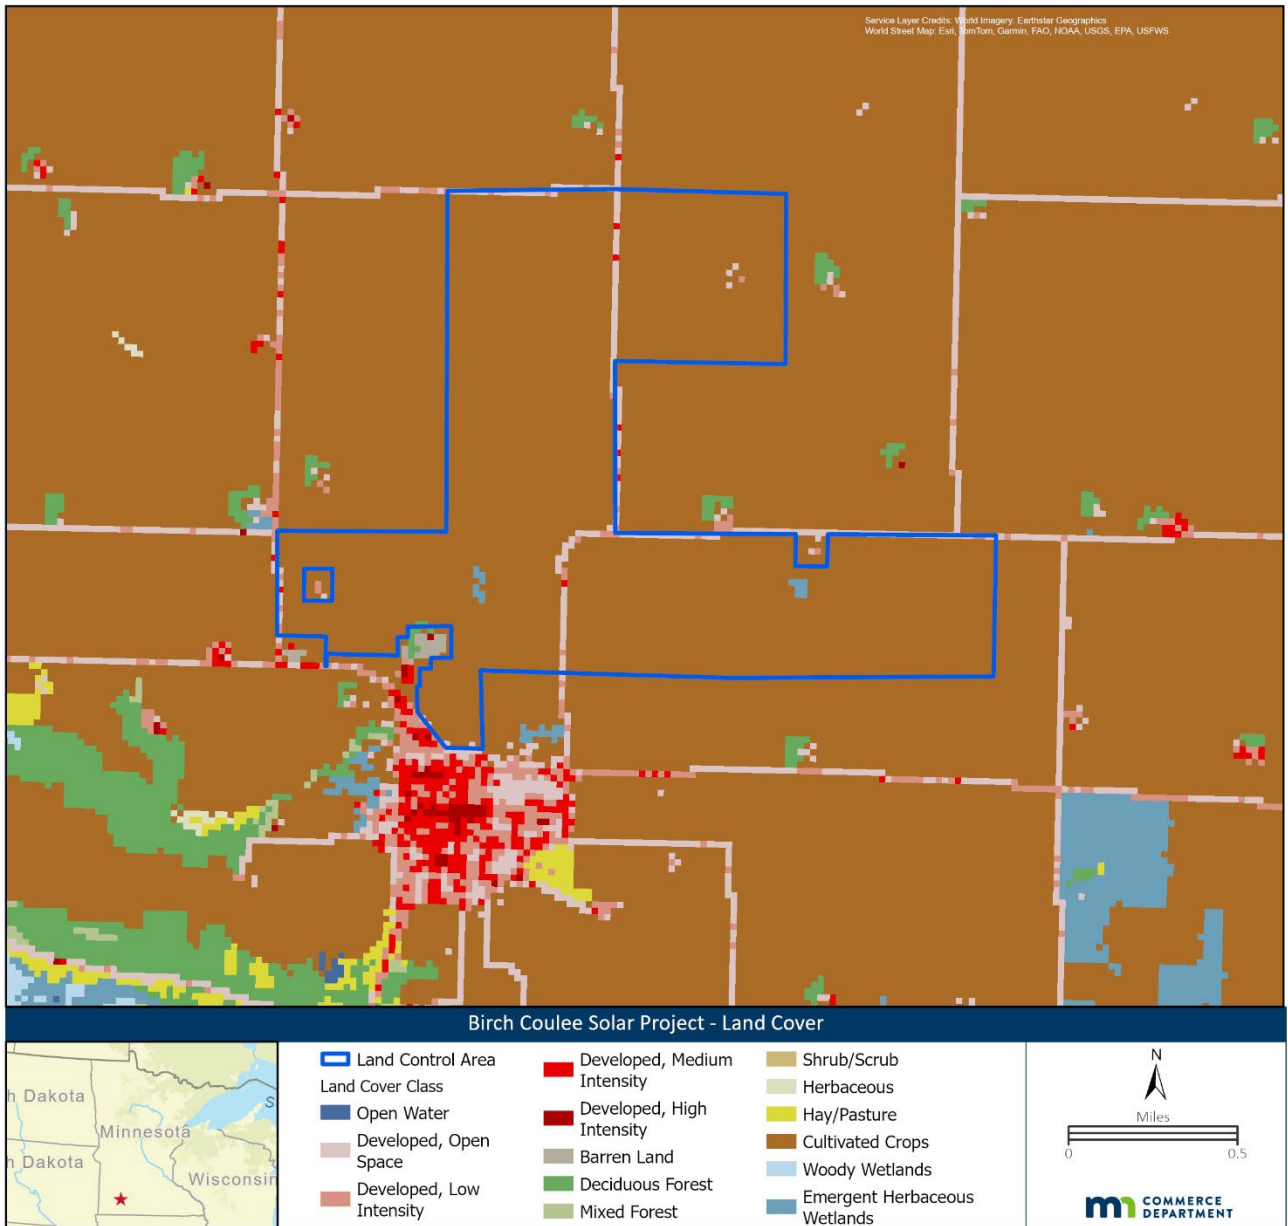 Service Layer Credits: World Imagery: Earthstar Geographics
World Street Map: Esri, TomTom, Garmin, FAO, NOAA, USGS, EPA, USFWS
Birch Coulee Solar Project - Land Cover
h Dakota
Minnesota
h Dakota
Wisconsin
S
Land Control Area
Land Cover Class
Open Water
Developed, Open
Space
Developed, Low
Intensity
Developed, Medium
Intensity
Developed, High
Intensity
Barren Land
Deciduous Forest
Mixed Forest
Shrub/Scrub
Herbaceous
Hay/Pasture
Cultivated Crops
Woody Wetlands
Emergent Herbaceous
Wetlands
N
Miles
0 0.5
mn COMMERCE
DEPARTMENT